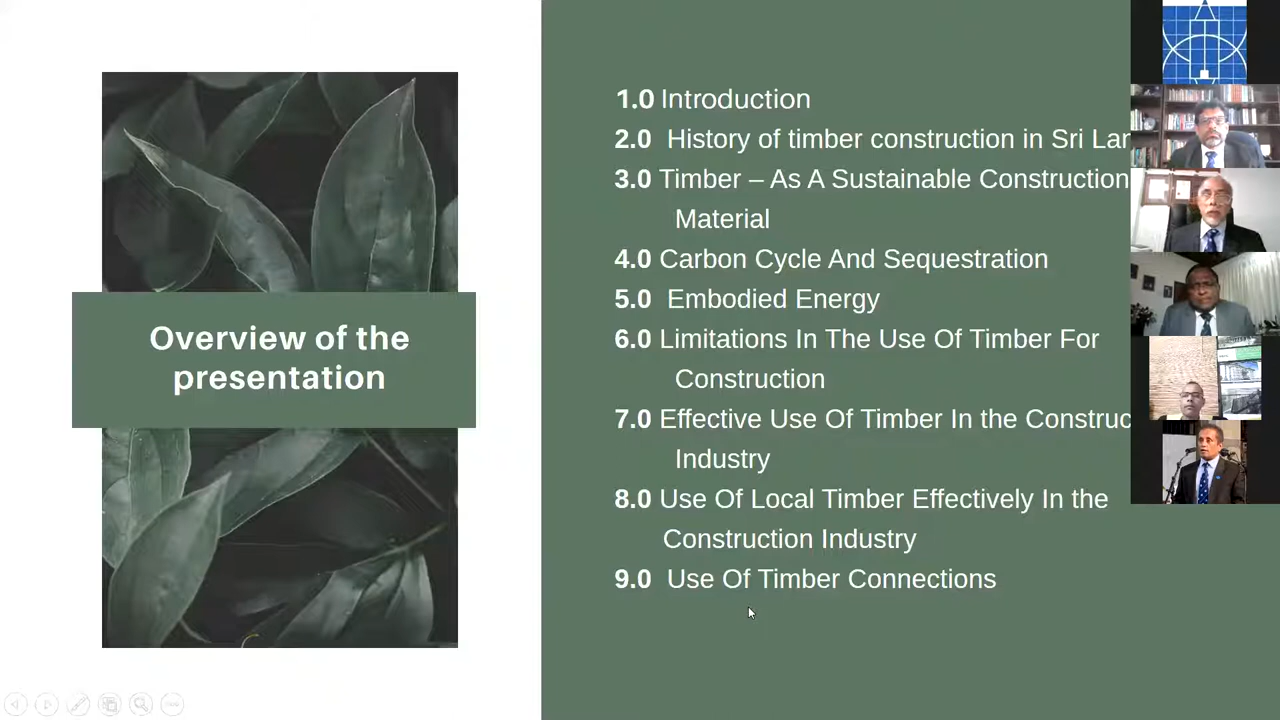 Overview of the
presentation
1.0 Introduction
2.0 History of timber construction in Sri Lan
3.0 Timber – As A Sustainable Construction
Material
4.0 Carbon Cycle And Sequestration
5.0 Embodied Energy
6.0 Limitations In The Use Of Timber For
Construction
7.0 Effective Use Of Timber In the Construc
Industry
8.0 Use Of Local Timber Effectively In the
Construction Industry
9.0 Use Of Timber Connections